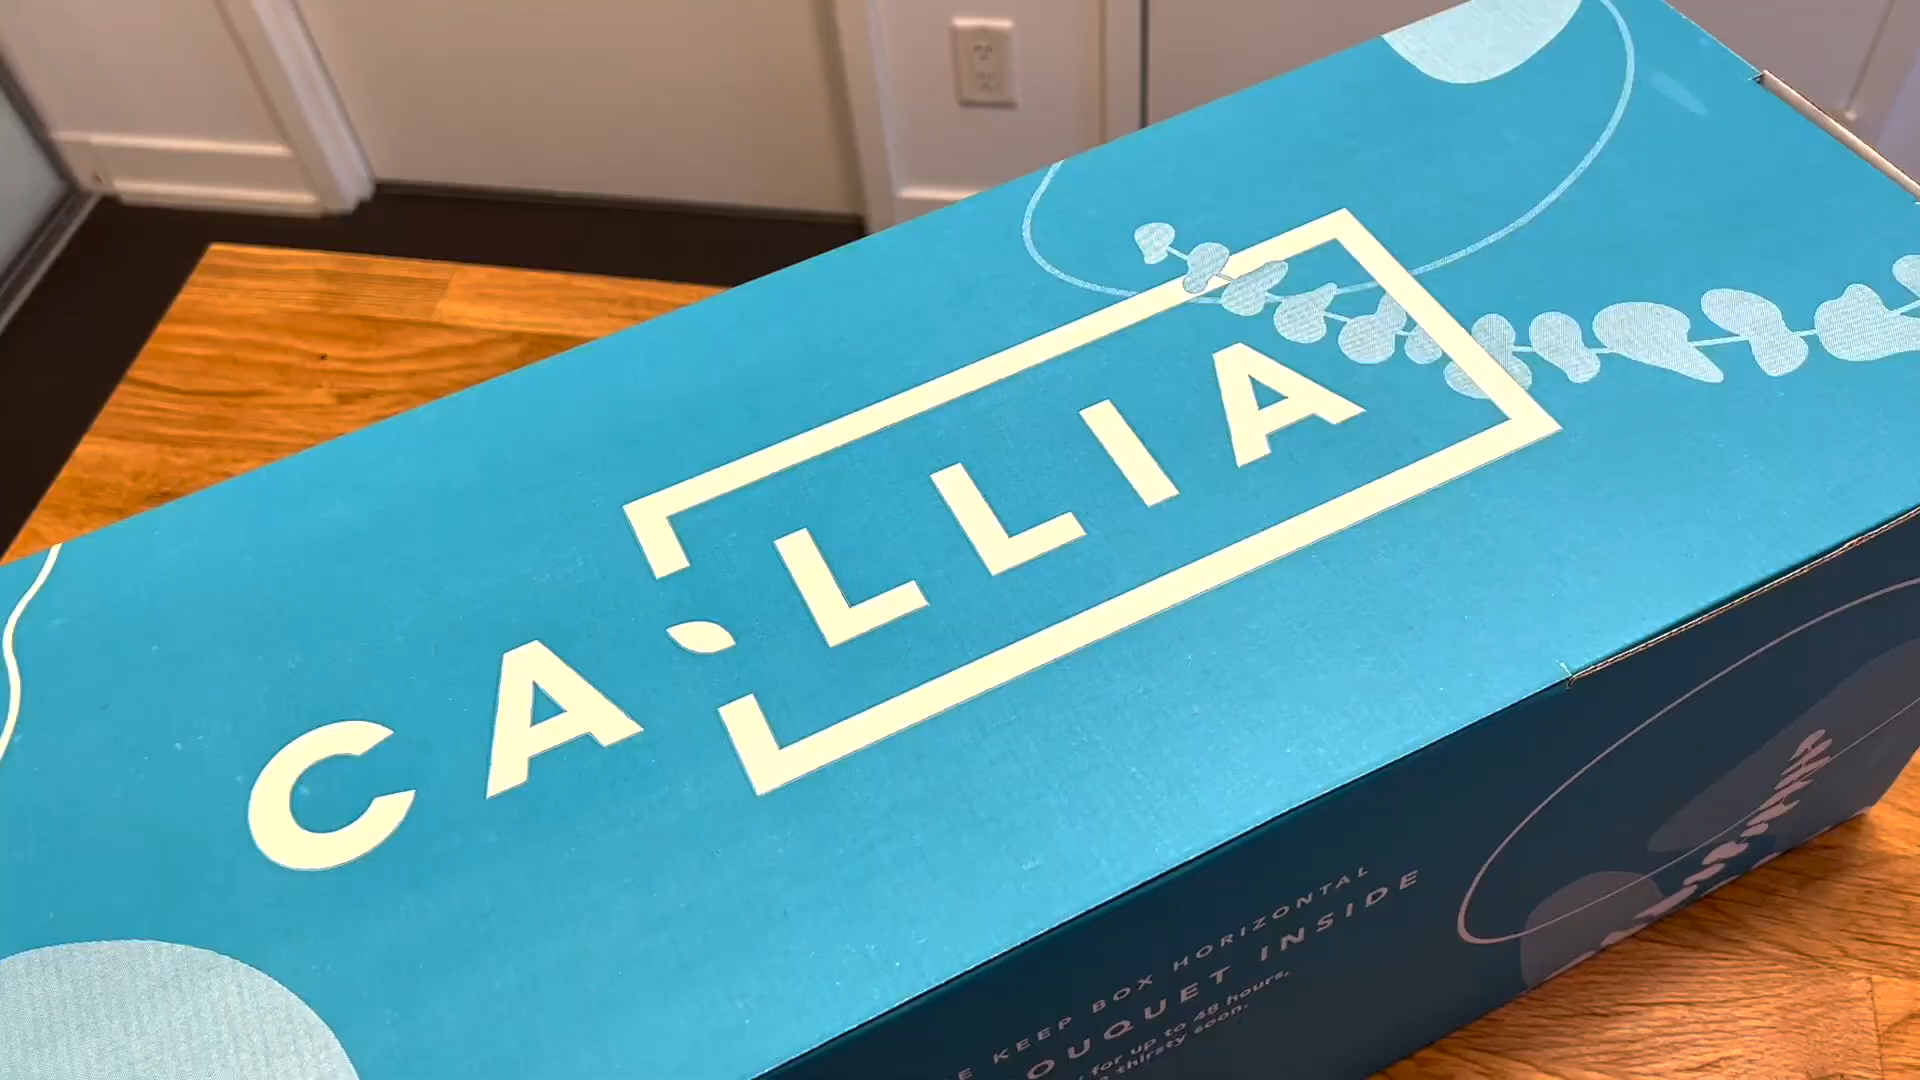 CALLIA
KEEP BOX HORIZONTAL
OUQUET INSIDE
for up to 48 hours,
thirsty soon.